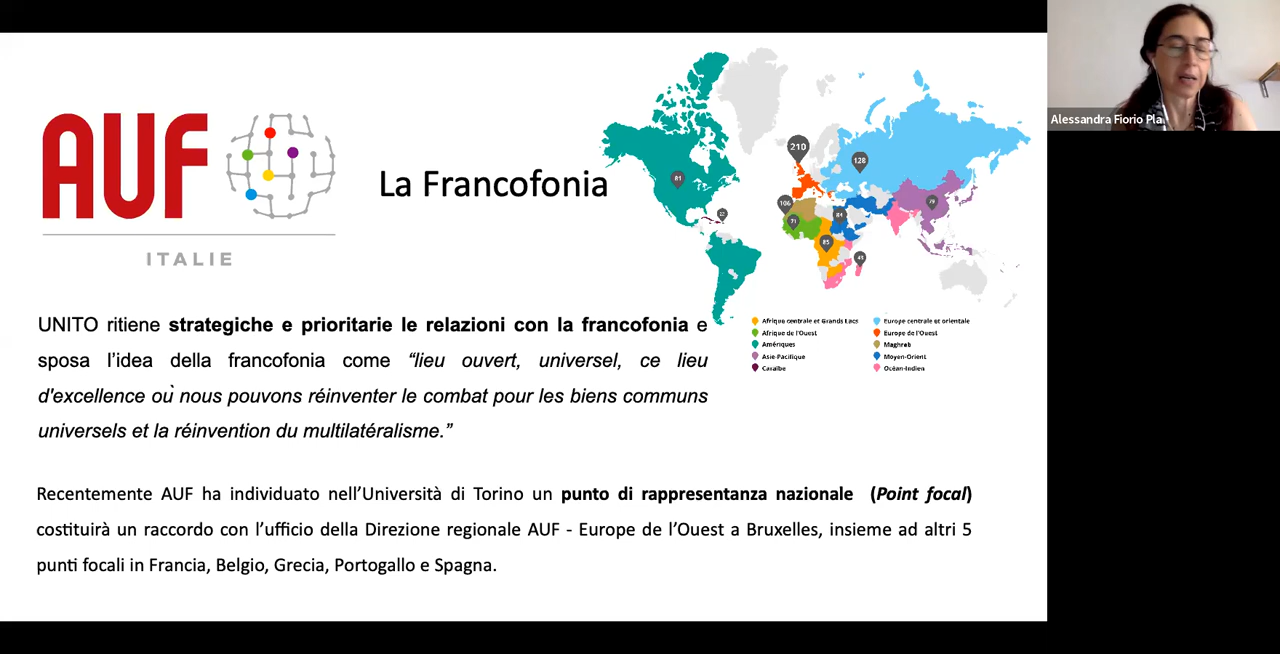 AUF
ITALIE
La Francofonia
210
128
81
79
22
106
71
84
85
43
Afrique centrale et Grands Lacs
Afrique de l'Ouest
Amériques
Asie-Pacifique
Caraïbe
Europe centrale et orientale
Europe de l'Ouest
Maghreb
Moyen-Orient
Océan-Indien
UNITO ritiene strategiche e prioritarie le relazioni con la francofonia e
sposa l’idea della francofonia come “lieu ouvert, universel, ce lieu
d'excellence où nous pouvons réinventer le combat pour les biens communs
universels et la réinvention du multilatéralisme.”
Recentemente AUF ha individuato nell’Università di Torino un punto di rappresentanza nazionale (Point focal)
costituirà un raccordo con l’ufficio della Direzione regionale AUF - Europe de l’Ouest a Bruxelles, insieme ad altri 5
punti focali in Francia, Belgio, Grecia, Portogallo e Spagna.
Alessandra Fiorio Pla